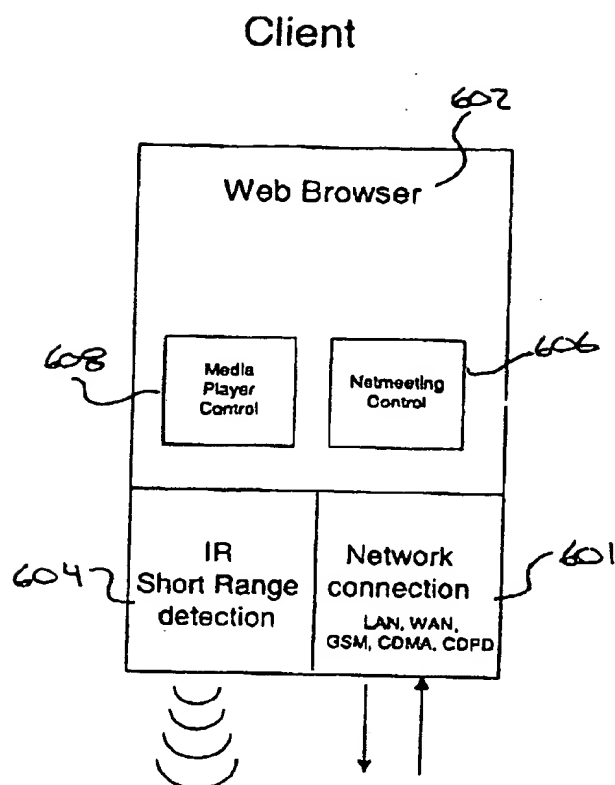 Client
602
Web Browser
608
Media
Player
Control
Netmeeting
Control
606
604
IR
Short Range
detection
Network
connection
LAN, WAN,
GSM, CDMA, CDPD
601